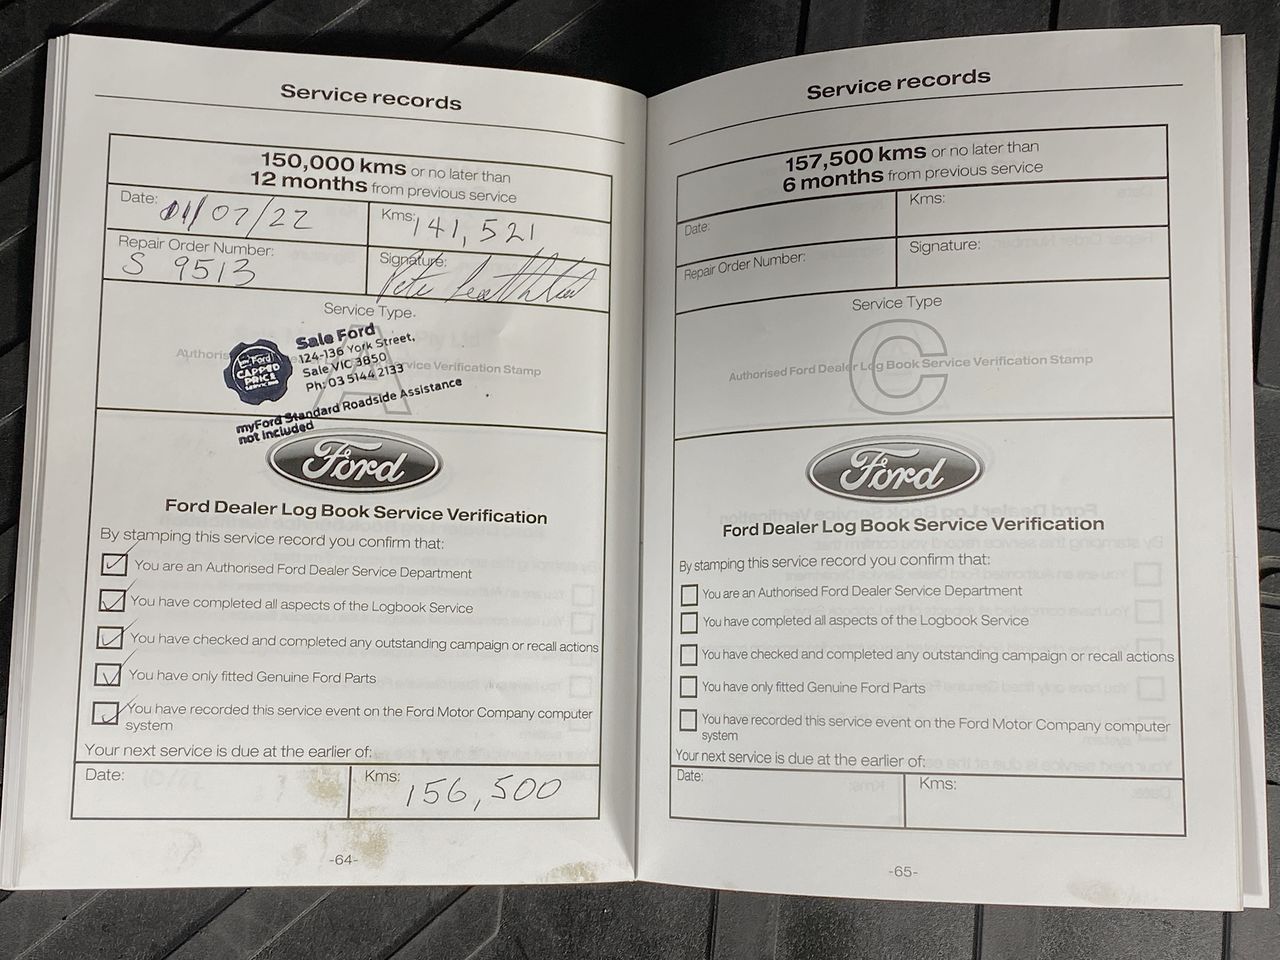 Service records
150,000 kms or no later than
12 months from previous service
Date: 01/07/22
Kms: 141,521
Repair Order Number:
S 9513
Signature:
Service Type
A
Authoris
Service Verification Stamp
my Ford
CAPPED
PRICE
SERVICING
Sale Ford
124-136 York Street,
Sale VIC 3850
Ph: 03 5144 2133
myFord Standard Roadside Assistance
not included
Ford
Ford Dealer Log Book Service Verification
By stamping this service record you confirm that:
You are an Authorised Ford Dealer Service Department
You have completed all aspects of the Logbook Service
You have checked and completed any outstanding campaign or recall actions
You have only fitted Genuine Ford Parts
You have recorded this service event on the Ford Motor Company computer
system
Your next service is due at the earlier of:
Date:
Kms: 156,500
-64-
Service records
157,500 kms or no later than
6 months from previous service
Date:
Kms:
Repair Order Number:
Signature:
Service Type
C
Authorised Ford Dealer Log Book Service Verification Stamp
Ford
Ford Dealer Log Book Service Verification
By stamping this service record you confirm that:
You are an Authorised Ford Dealer Service Department
You have completed all aspects of the Logbook Service
You have checked and completed any outstanding campaign or recall actions
You have only fitted Genuine Ford Parts
You have recorded this service event on the Ford Motor Company computer
system
Your next service is due at the earlier of:
Date:
Kms:
-65-